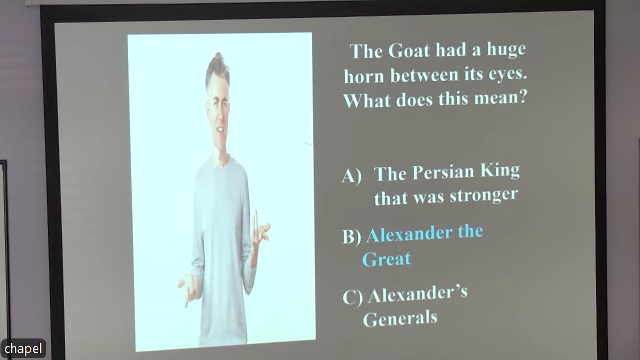 The Goat had a huge
horn between its eyes.
What does this mean?
A) The Persian King
that was stronger
B) Alexander the
Great
C) Alexander's
Generals
chapel